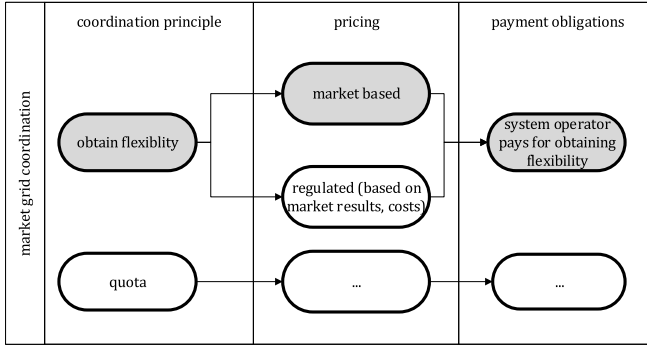 coordination principle
pricing
payment obligations
market grid coordination
obtain flexiblity
market based
regulated (based on
market results, costs)
system operator
pays for obtaining
flexibility
quota
...
...